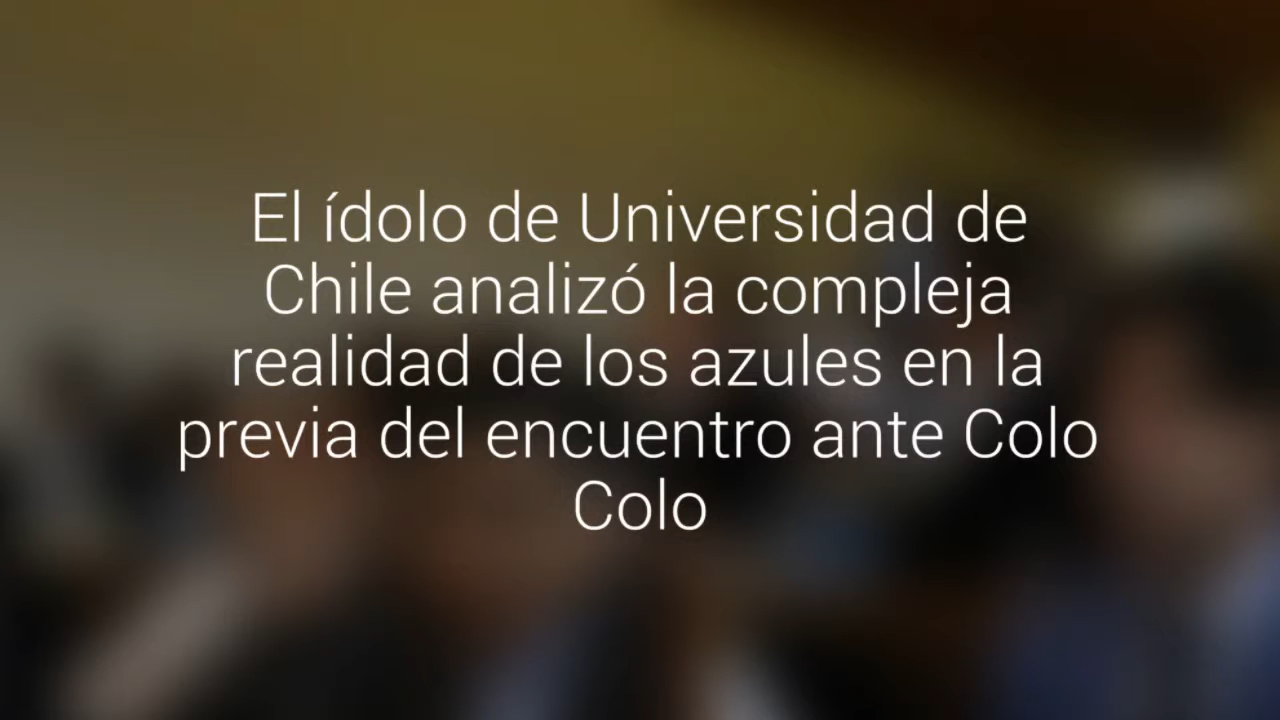 El ídolo de Universidad de
Chile analizó la compleja
realidad de los azules en la
previa del encuentro ante Colo
Colo